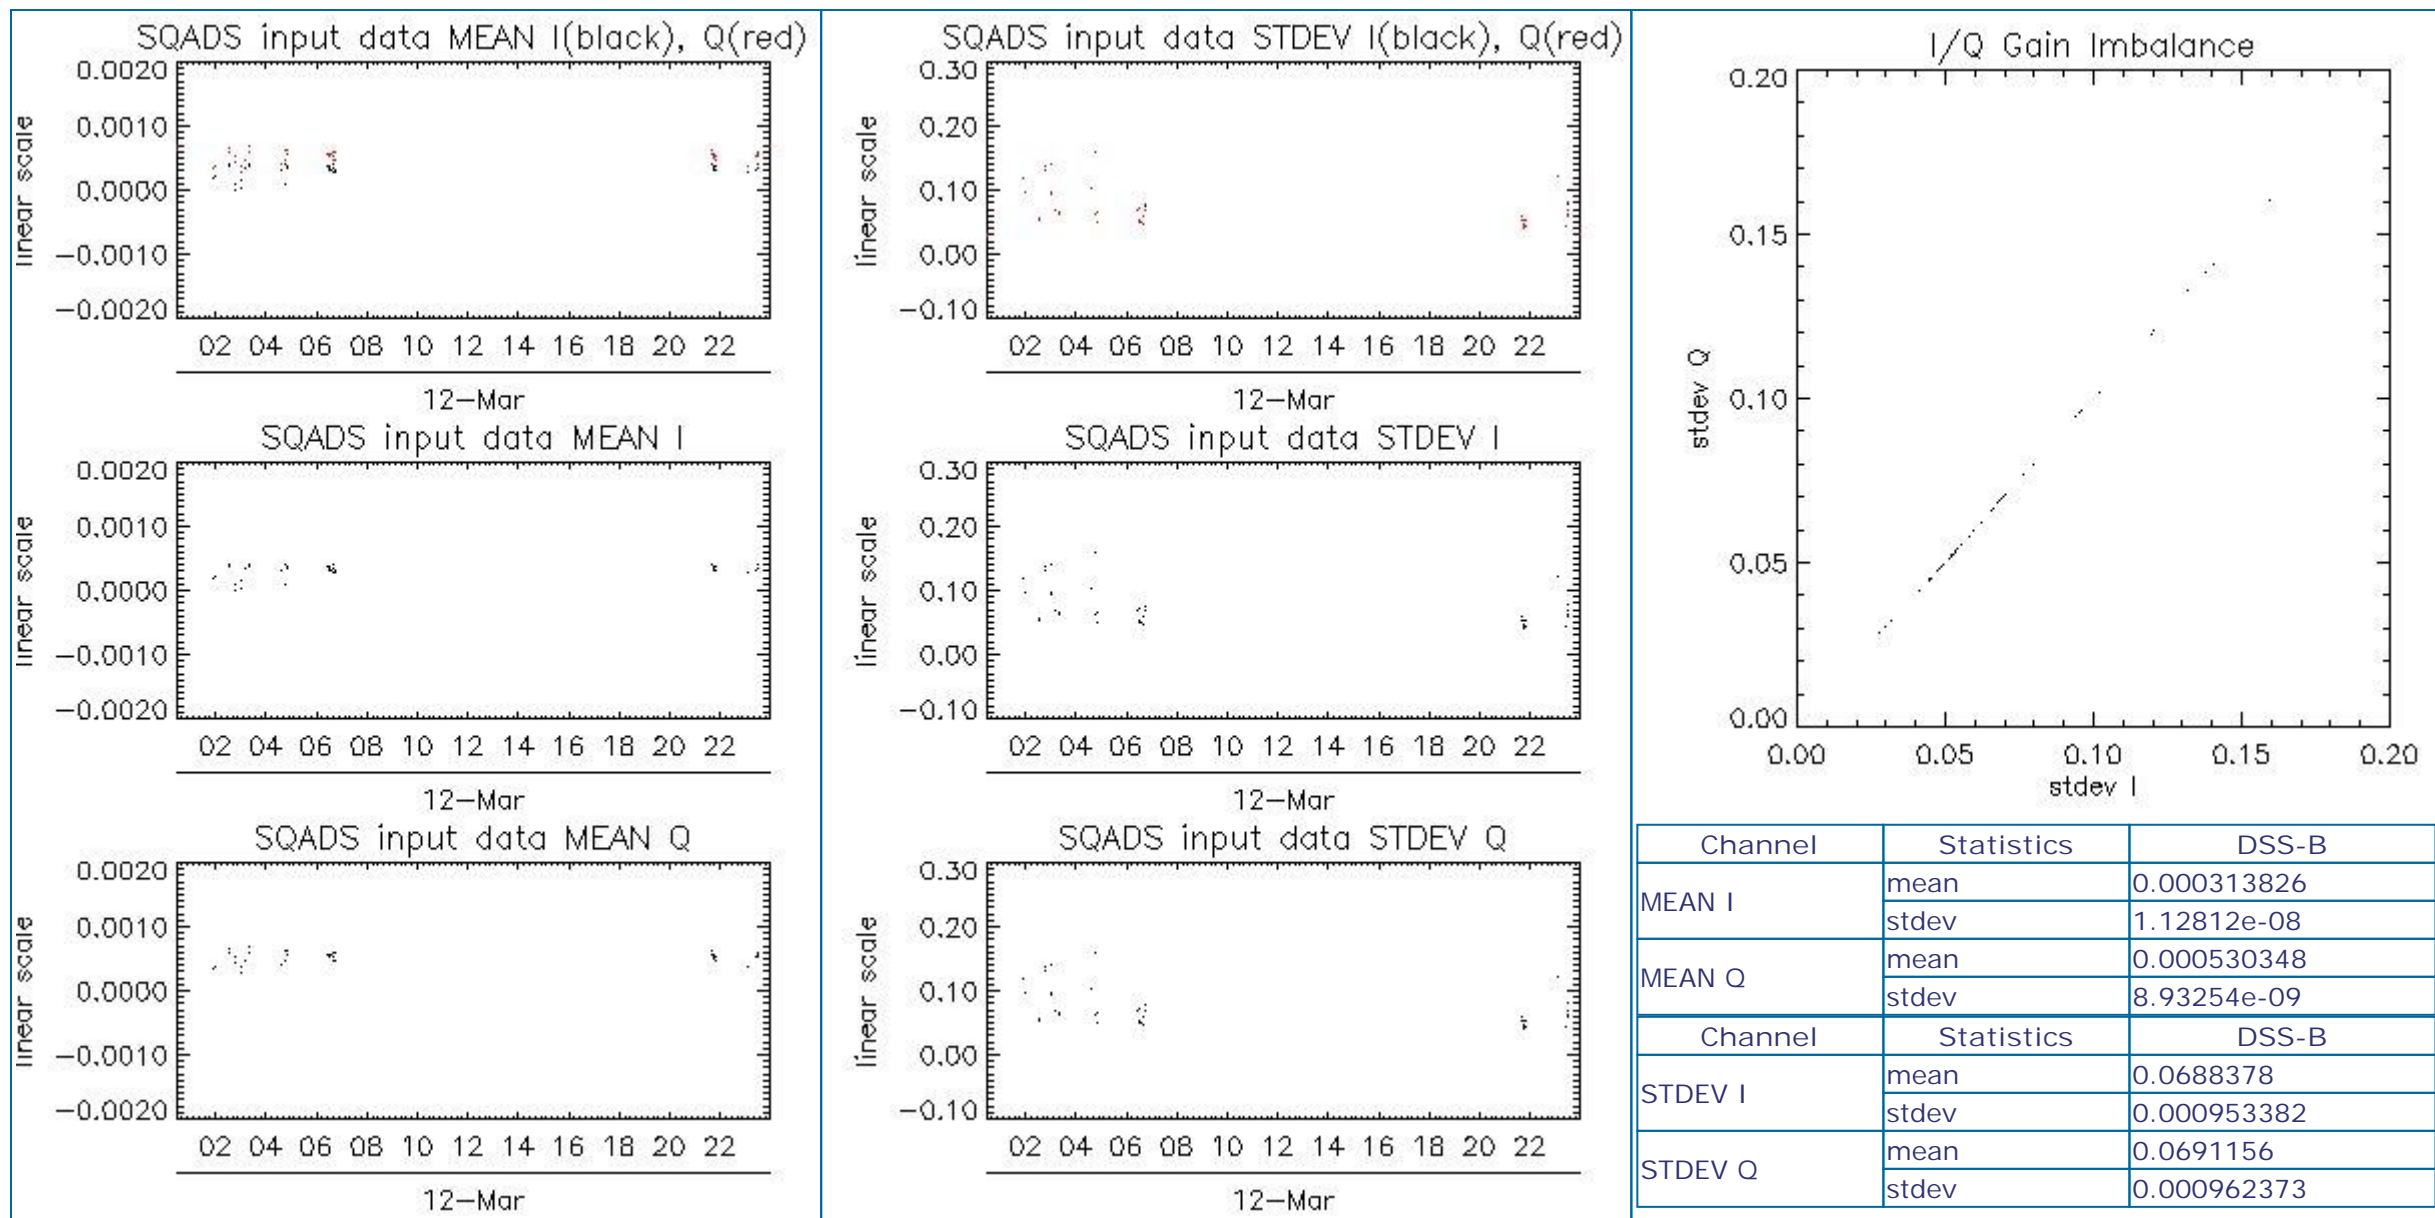 SQADS input data MEAN I(black), Q(red)
0.0020
0.0010
0.0000
−0.0010
−0.0020
linear scale
02 04 06 08 10 12 14 16 18 20 22
12−Mar
SQADS input data MEAN I
0.0020
0.0010
0.0000
−0.0010
−0.0020
linear scale
02 04 06 08 10 12 14 16 18 20 22
12−Mar
SQADS input data MEAN Q
0.0020
0.0010
0.0000
−0.0010
−0.0020
linear scale
02 04 06 08 10 12 14 16 18 20 22
12−Mar
SQADS input data STDEV I(black), Q(red)
0.30
0.20
0.10
0.00
−0.10
linear scale
02 04 06 08 10 12 14 16 18 20 22
12−Mar
SQADS input data STDEV I
0.30
0.20
0.10
0.00
−0.10
linear scale
02 04 06 08 10 12 14 16 18 20 22
12−Mar
SQADS input data STDEV Q
0.30
0.20
0.10
0.00
−0.10
linear scale
02 04 06 08 10 12 14 16 18 20 22
12−Mar
I/Q Gain Imbalance
0.20
0.15
0.10
0.05
0.00
stdev Q
0.00 0.05 0.10 0.15 0.20
stdev I
Channel Statistics DSS-B
MEAN I mean 0.000313826
stdev 1.12812e-08
MEAN Q mean 0.000530348
stdev 8.93254e-09
Channel Statistics DSS-B
STDEV I mean 0.0688378
stdev 0.000953382
STDEV Q mean 0.0691156
stdev 0.000962373